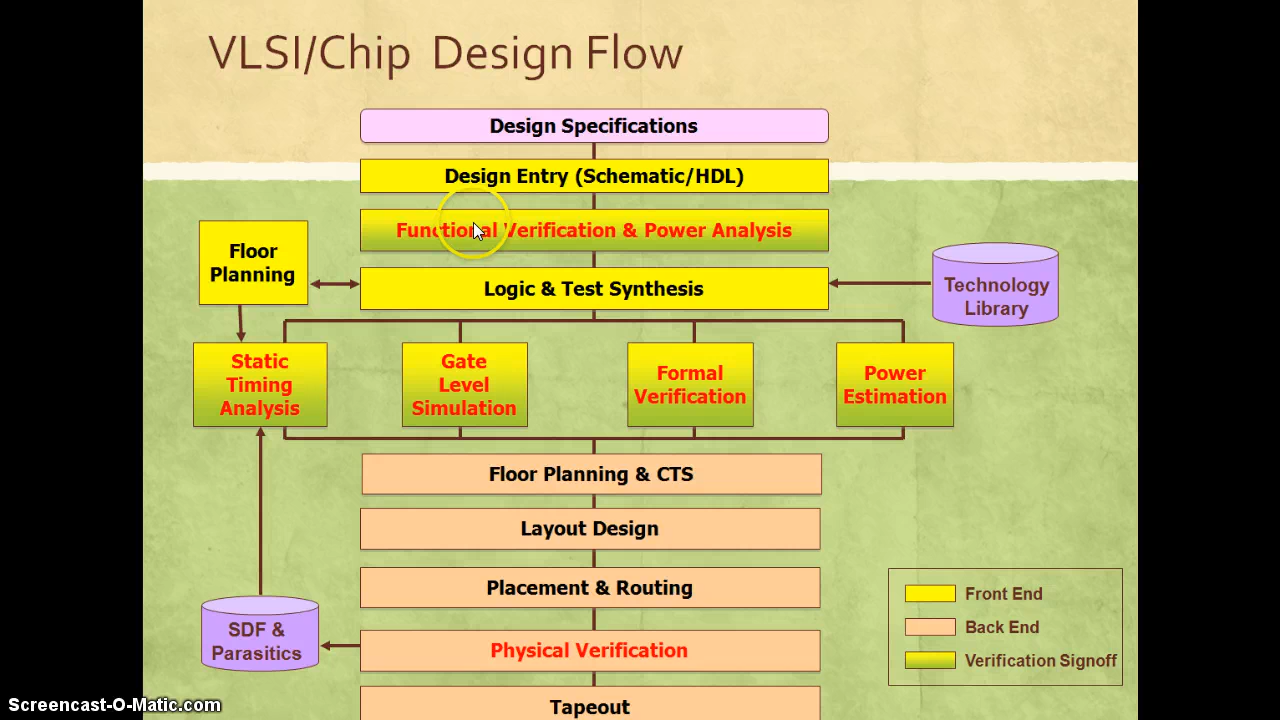 VLSI/Chip Design Flow
Design Specifications
Design Entry (Schematic/HDL)
Functional Verification & Power Analysis
Floor
Planning
Logic & Test Synthesis
Technology
Library
Static
Timing
Analysis
Gate
Level
Simulation
Formal
Verification
Power
Estimation
Floor Planning & CTS
Layout Design
Placement & Routing
Physical Verification
Tapeout
SDF &
Parasitics
Front End
Back End
Verification Signoff
Screencast-O-Matic.com